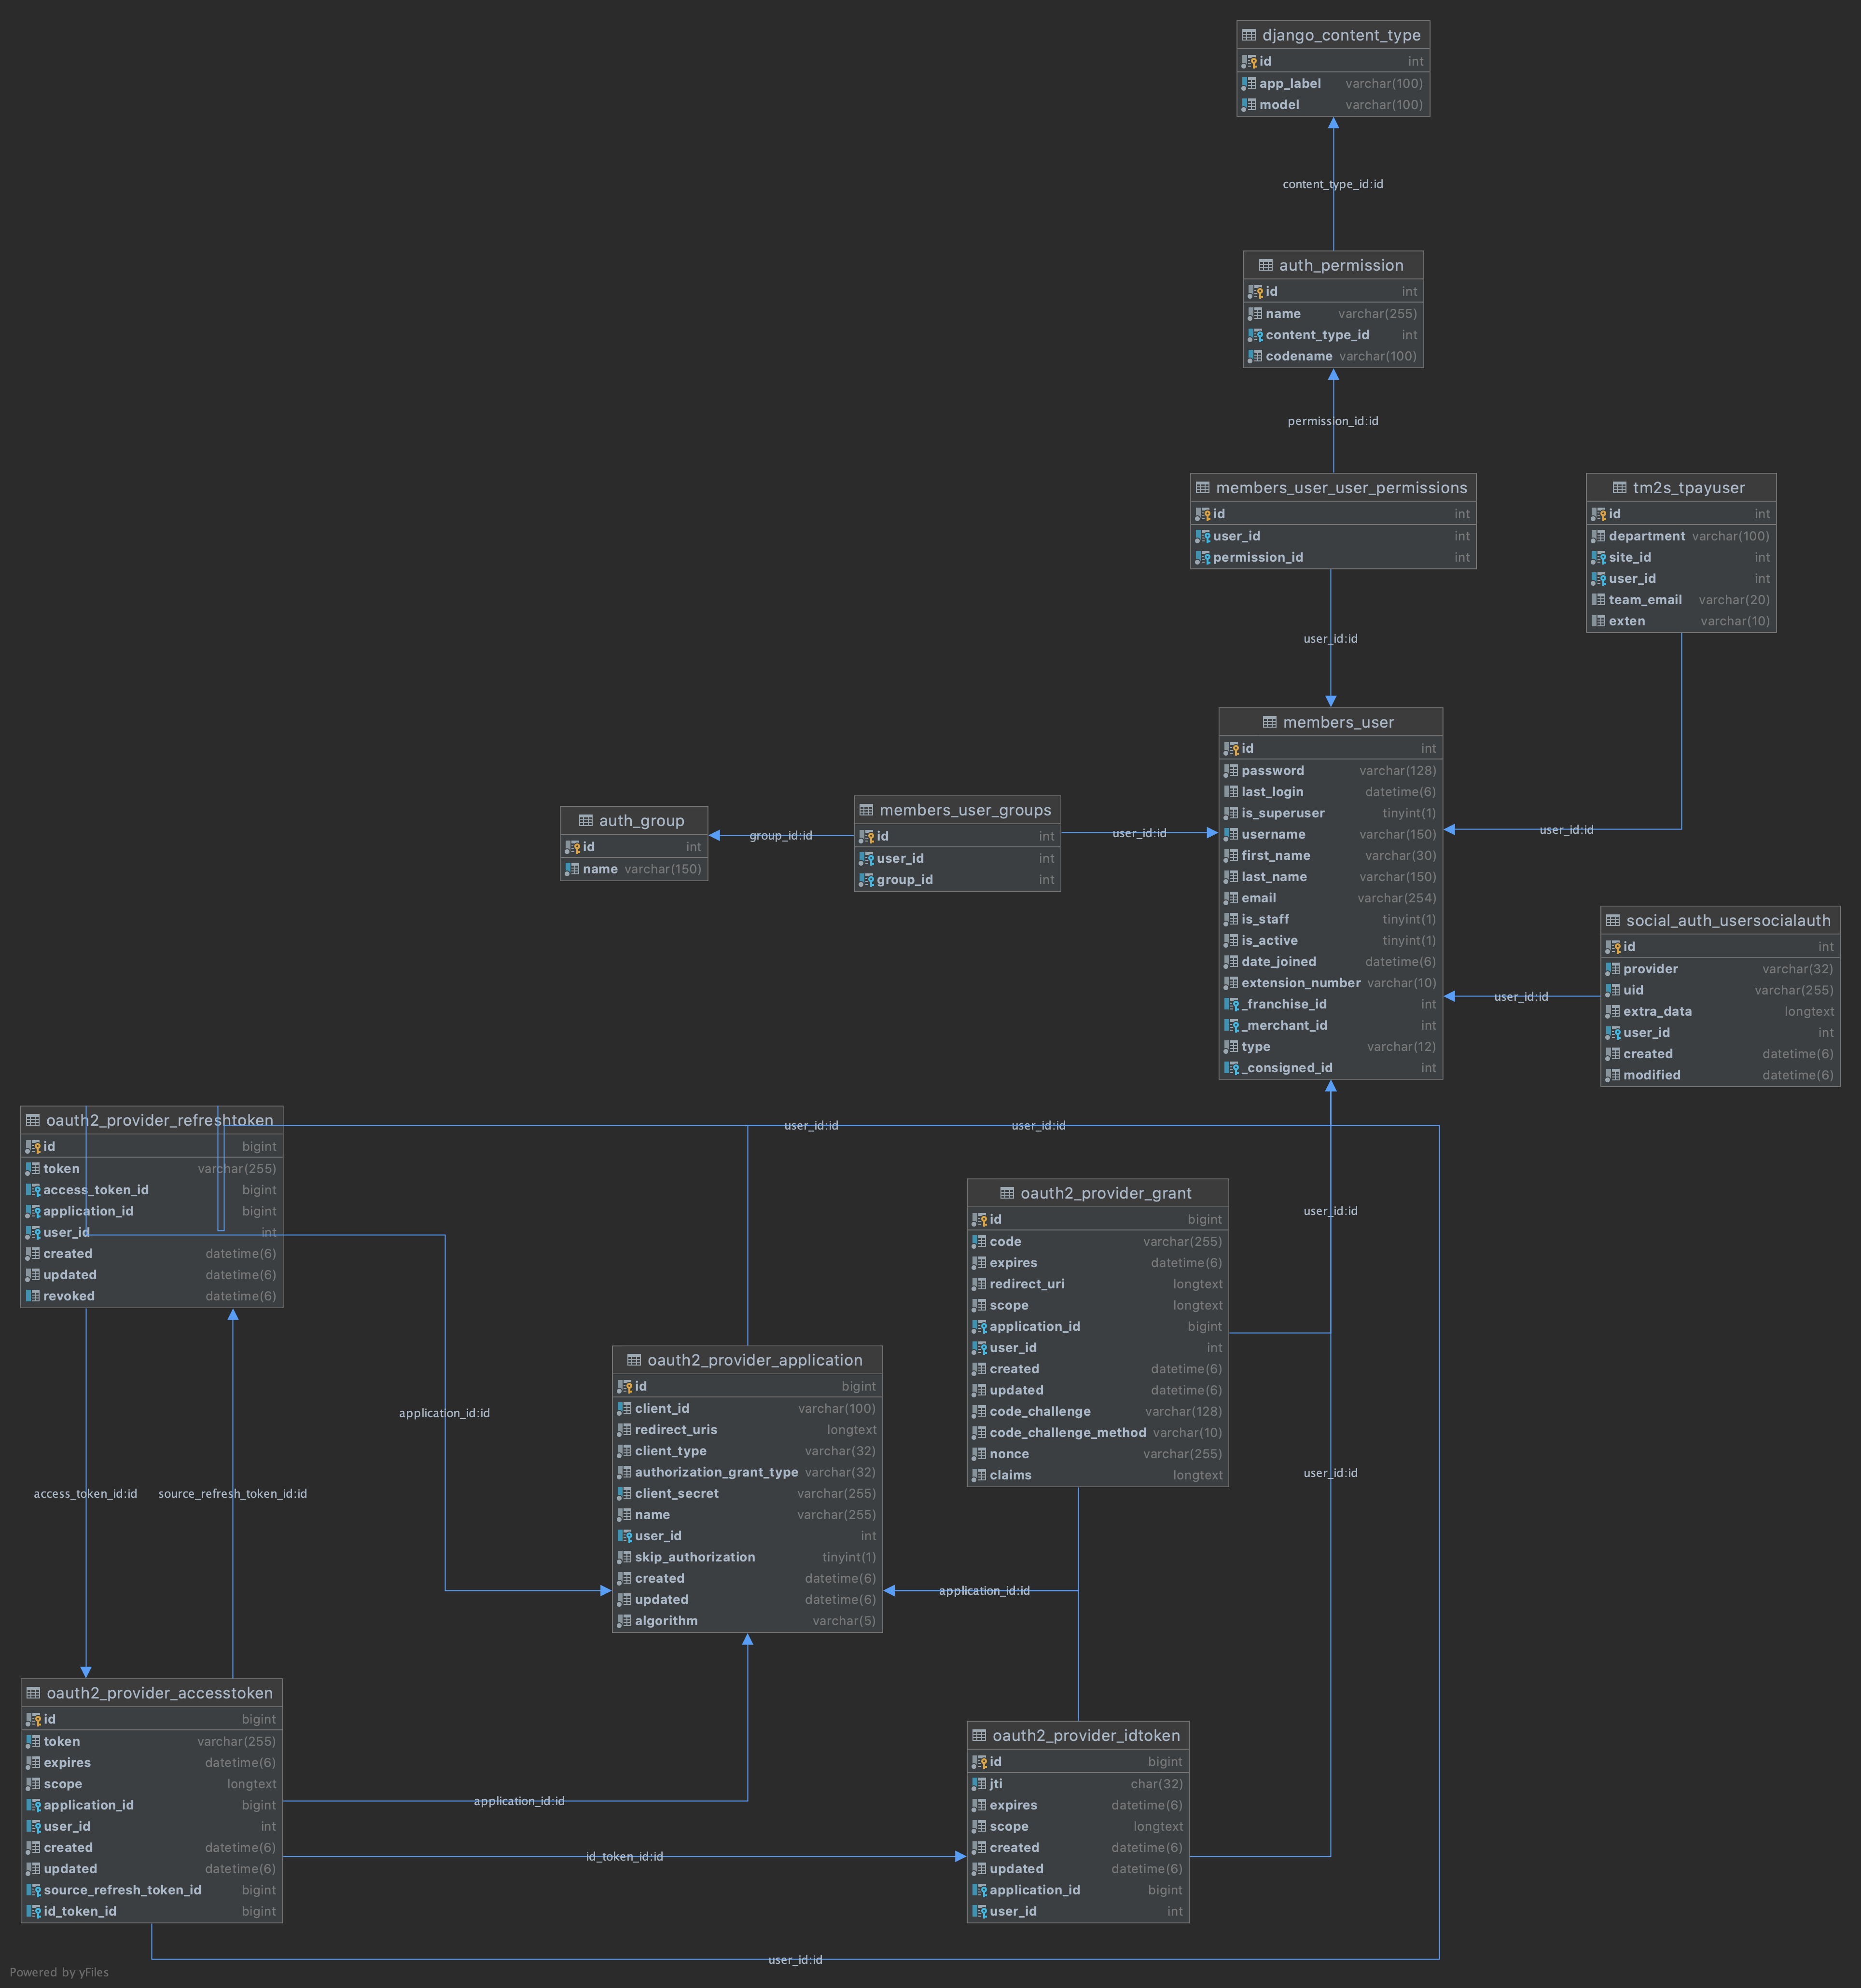 django_content_type
id int
app_label varchar(100)
model varchar(100)
content_type_id:id
auth_permission
id int
name varchar(255)
content_type_id int
codename varchar(100)
permission_id:id
members_user_user_permissions
id int
user_id int
permission_id int
tm2s_tpayuser
id int
department varchar(100)
site_id int
user_id int
team_email varchar(20)
exten varchar(10)
user_id:id
members_user
id int
password varchar(128)
last_login datetime(6)
is_superuser tinyint(1)
username varchar(150)
first_name varchar(30)
last_name varchar(150)
email varchar(254)
is_staff tinyint(1)
is_active tinyint(1)
date_joined datetime(6)
extension_number varchar(10)
_franchise_id int
_merchant_id int
type varchar(12)
_consigned_id int
auth_group
id int
name varchar(150)
group_id:id
members_user_groups
id int
user_id int
group_id int
user_id:id
user_id:id
social_auth_usersocialauth
id int
provider varchar(32)
uid varchar(255)
extra_data longtext
user_id int
created datetime(6)
modified datetime(6)
user_id:id
oauth2_provider_refreshtoken
id bigint
token varchar(255)
access_token_id bigint
application_id bigint
user_id int
created datetime(6)
updated datetime(6)
revoked datetime(6)
user_id:id
user_id:id
oauth2_provider_grant
id bigint
code varchar(255)
expires datetime(6)
redirect_uri longtext
scope longtext
application_id bigint
user_id int
created datetime(6)
updated datetime(6)
code_challenge varchar(128)
code_challenge_method varchar(10)
nonce varchar(255)
claims longtext
user_id:id
user_id:id
oauth2_provider_application
id bigint
client_id varchar(100)
redirect_uris longtext
client_type varchar(32)
authorization_grant_type varchar(32)
client_secret varchar(255)
name varchar(255)
user_id int
skip_authorization tinyint(1)
created datetime(6)
updated datetime(6)
algorithm varchar(5)
application_id:id
access_token_id:id
source_refresh_token_id:id
application_id:id
oauth2_provider_accesstoken
id bigint
token varchar(255)
expires datetime(6)
scope longtext
application_id bigint
user_id int
created datetime(6)
updated datetime(6)
source_refresh_token_id bigint
id_token_id bigint
application_id:id
id_token_id:id
oauth2_provider_idtoken
id bigint
jti char(32)
expires datetime(6)
scope longtext
created datetime(6)
updated datetime(6)
application_id bigint
user_id int
user_id:id
Powered by yFiles